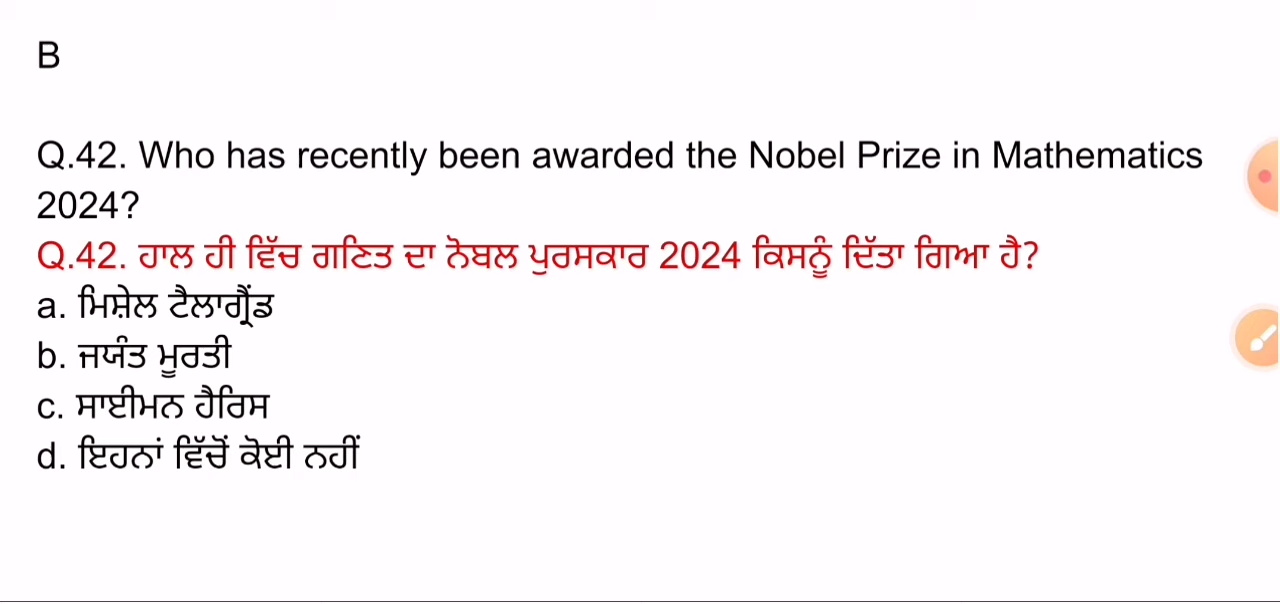 B
Q.42. Who has recently been awarded the Nobel Prize in Mathematics
2024?
Q.42. ਹਾਲ ਹੀ ਵਿੱਚ ਗਣਿਤ ਦਾ ਨੋਬਲ ਪੁਰਸਕਾਰ 2024 ਕਿਸਨੂੰ ਦਿੱਤਾ ਗਿਆ ਹੈ?
a. ਮਿਸ਼ੇਲ ਟੈਲਾਗ੍ਰੈਂਡ
b. ਜਯੰਤ ਮੂਰਤੀ
c. ਸਾਈਮਨ ਹੈਰਿਸ
d. ਇਹਨਾਂ ਵਿੱਚੋਂ ਕੋਈ ਨਹੀਂ